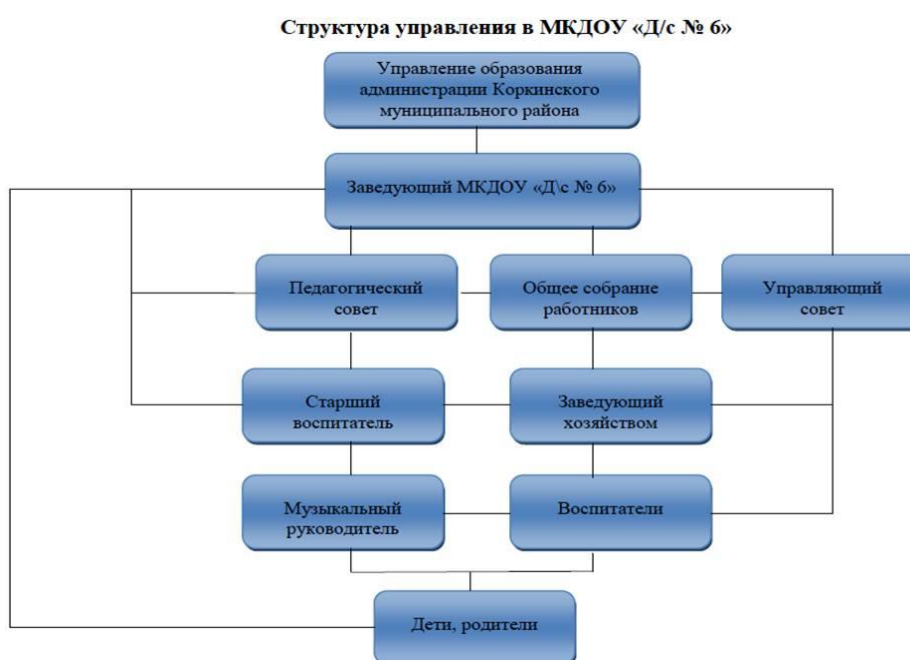 Структура управления в МКДОУ «Д/с № 6»
Управление образования
администрации Коркинского
муниципального района
Заведующий МКДОУ «Д\с № 6»
Педагогический
совет
Общее собрание
работников
Управляющий
совет
Старший
воспитатель
Заведующий
хозяйством
Музыкальный
руководитель
Воспитатели
Дети, родители